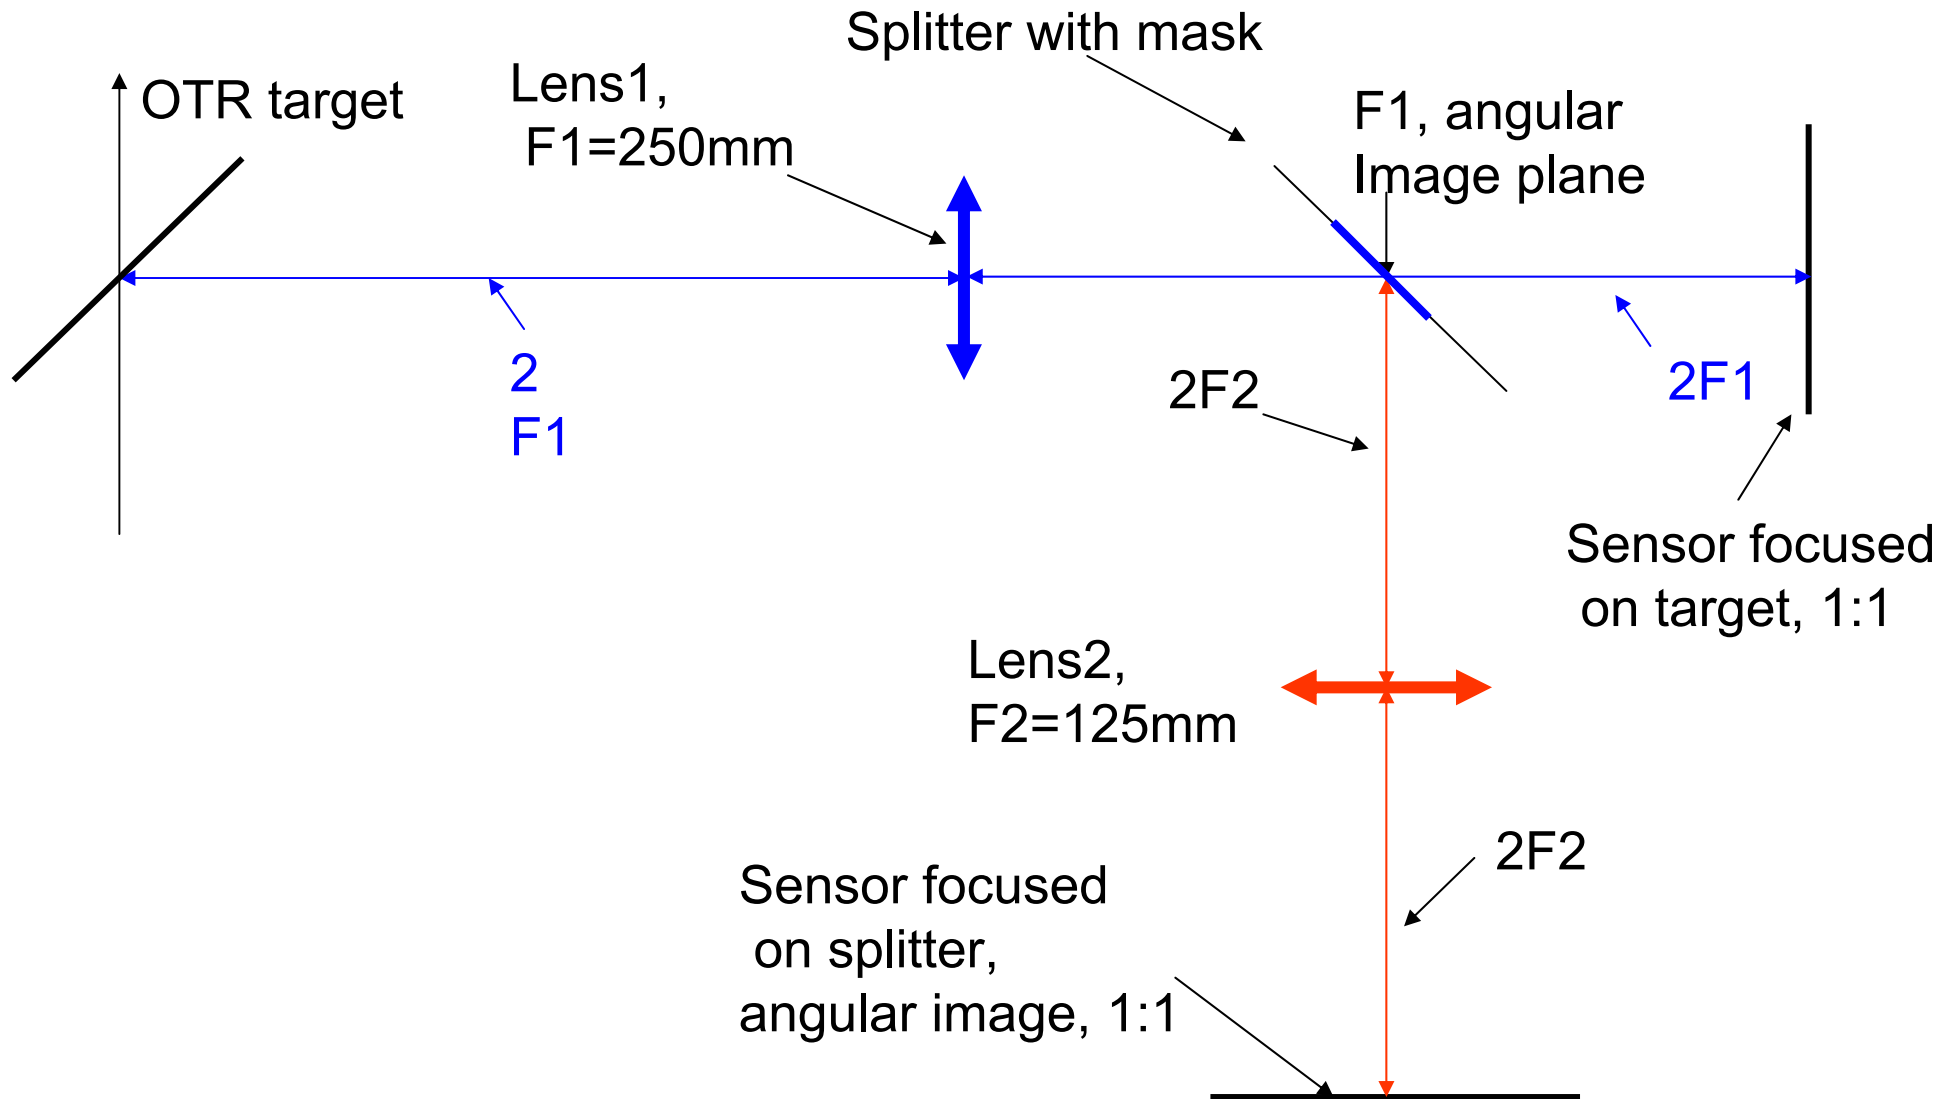 Splitter with mask
OTR target
Lens1,
F1=250mm
F1, angular
Image plane
2
F1
2F2
2F1
Sensor focused
on target, 1:1
Lens2,
F2=125mm
2F2
Sensor focused
on splitter,
angular image, 1:1